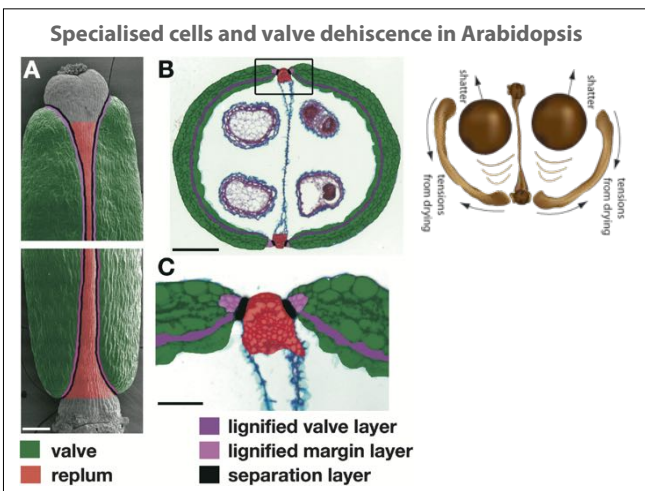 Specialised cells and valve dehiscence in Arabidopsis
A
B
C
shatter
shatter
tensions
from drying
tensions
from drying
valve
replum
lignified valve layer
lignified margin layer
separation layer